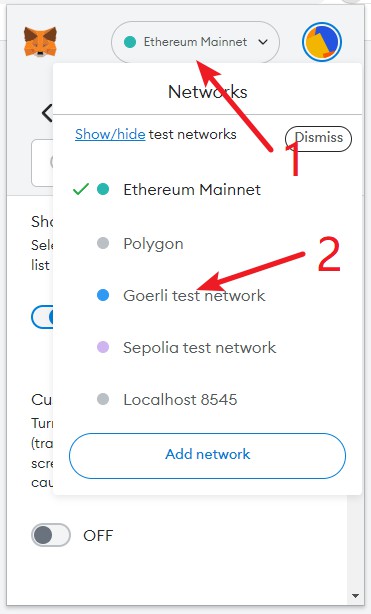 Ethereum Mainnet
Networks
Show/hide test networks
Dismiss
1
Ethereum Mainnet
Polygon
2
Goerli test network
Sepolia test network
Localhost 8545
Add network
Sho
Sele
list
Cu
Turn
(tra
scre
cau
OFF